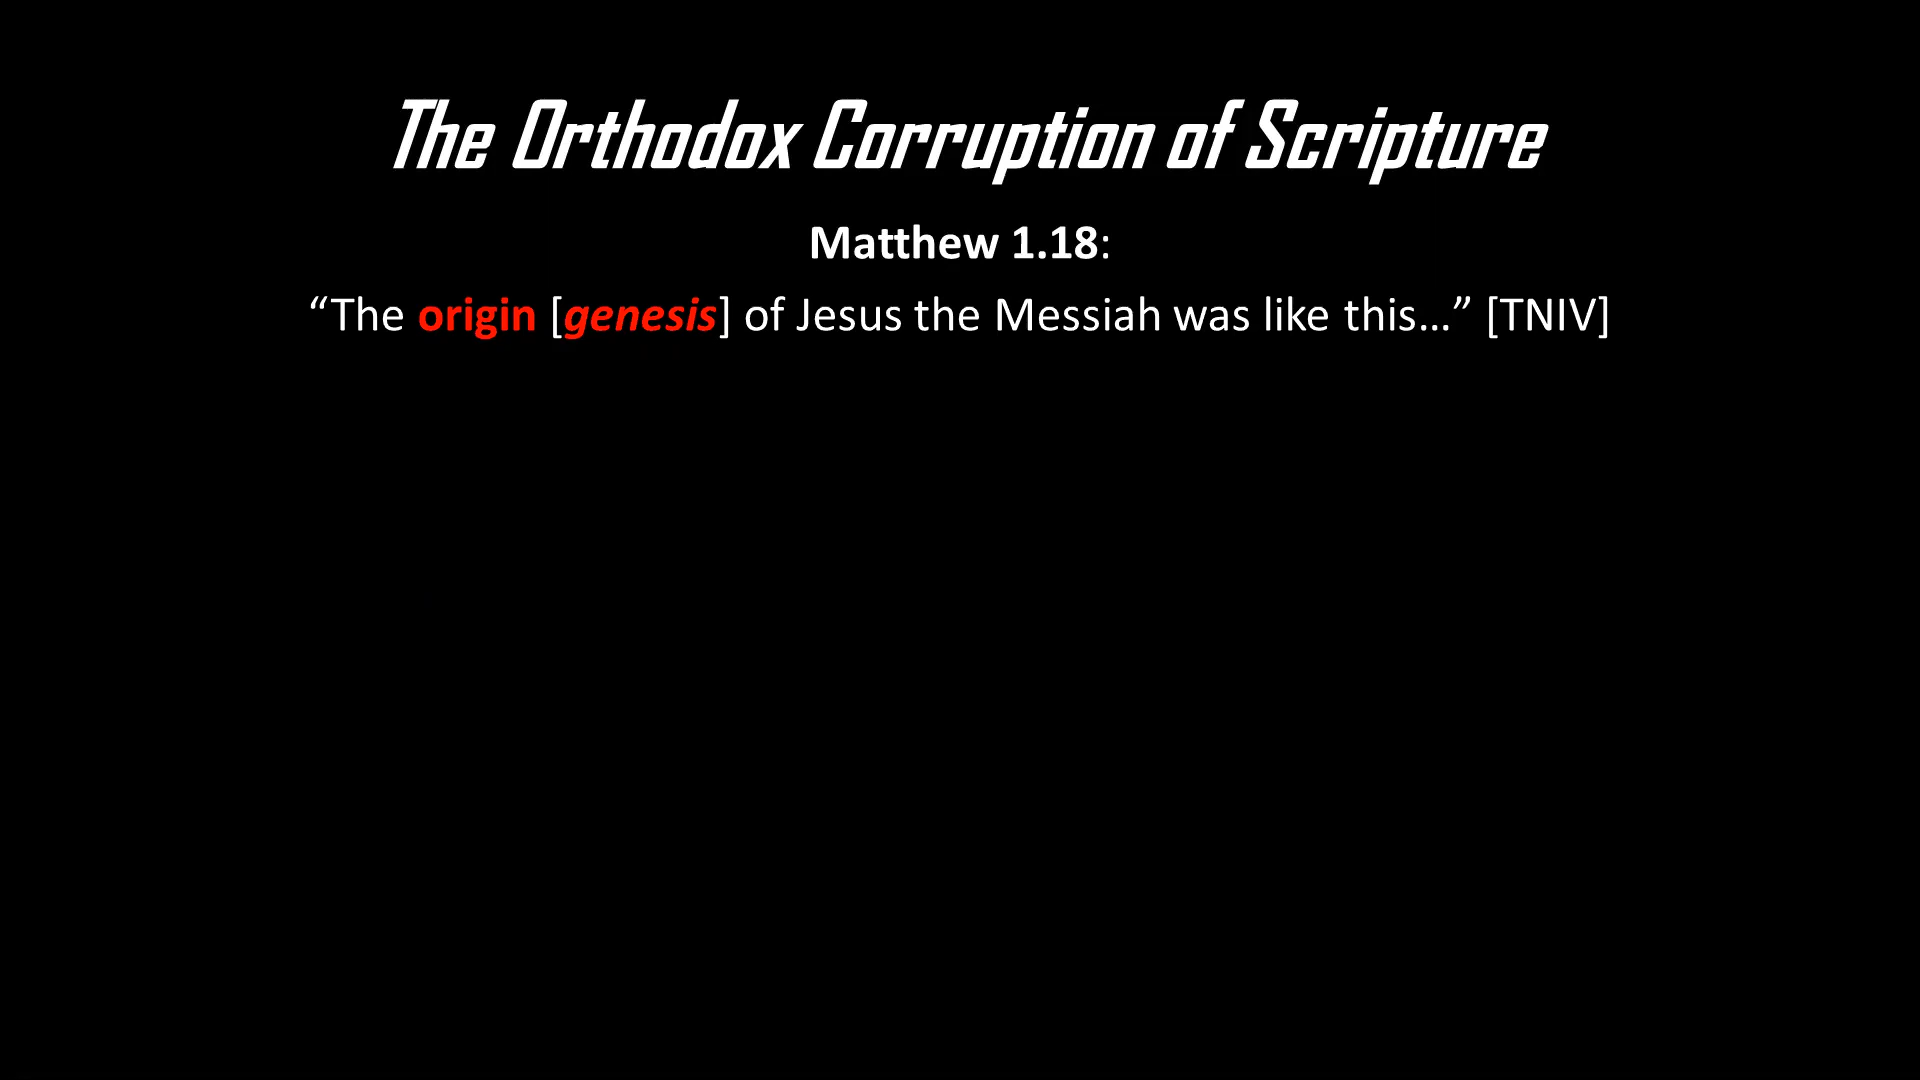 The Orthodox Corruption of Scripture
Matthew 1.18:
“The origin [genesis] of Jesus the Messiah was like this…” [TNIV]